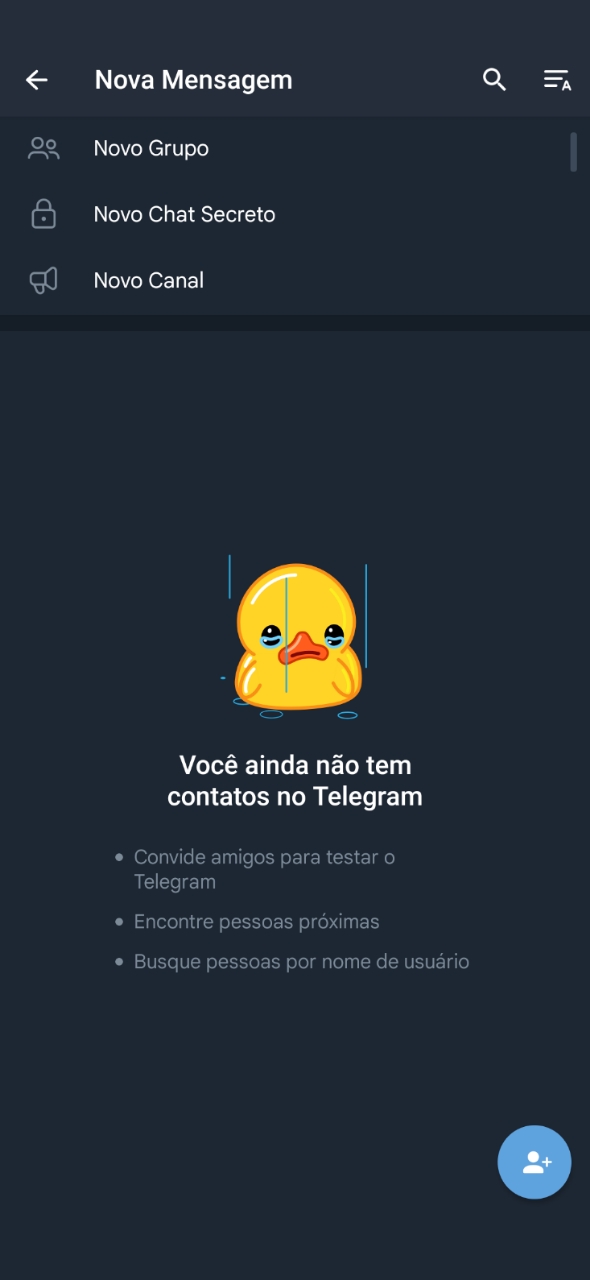 Nova Mensagem
Novo Grupo
Novo Chat Secreto
Novo Canal
Você ainda não tem
contatos no Telegram
• Convide amigos para testar o
Telegram
• Encontre pessoas próximas
• Busque pessoas por nome de usuário